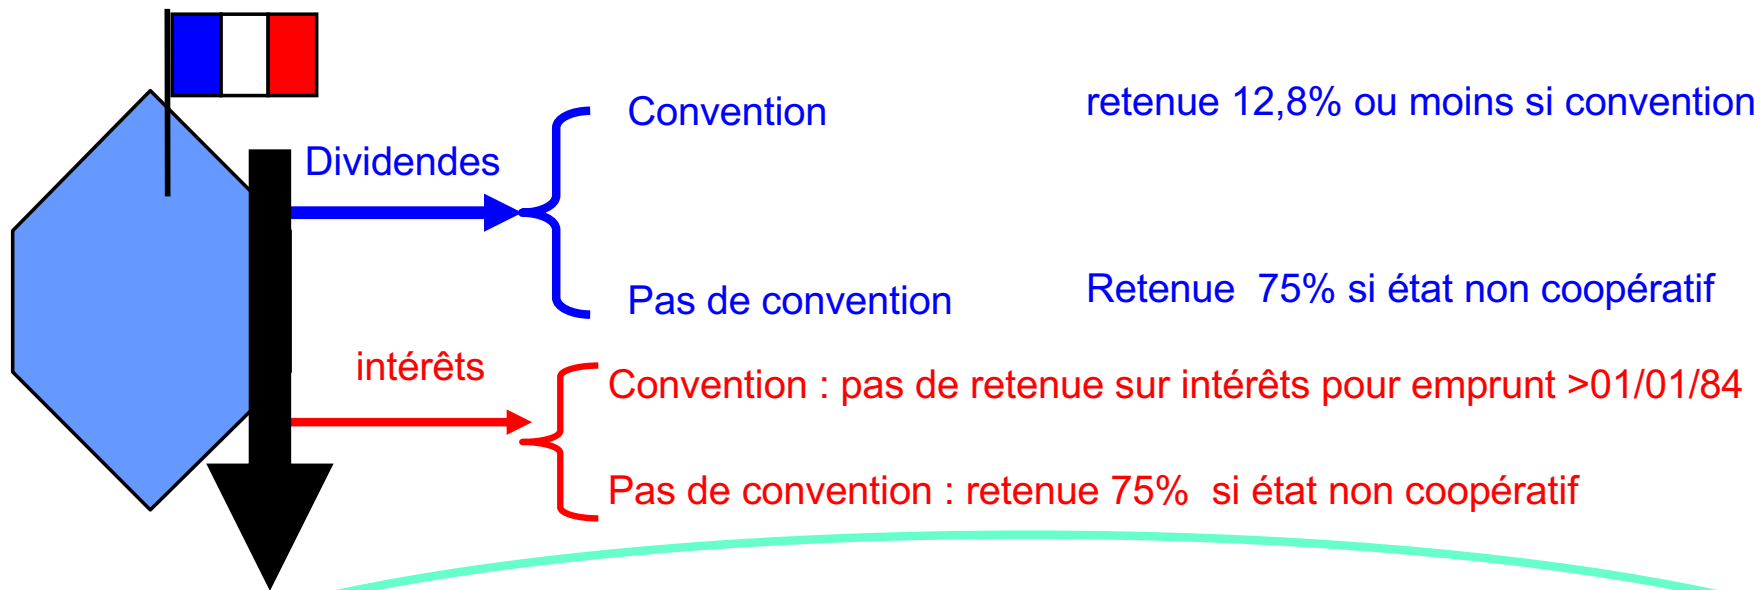 Convention
retenue 12,8% ou moins si convention
Dividendes
Pas de convention
Retenue 75% si état non coopératif
intérêts
Convention : pas de retenue sur intérêts pour emprunt >01/01/84
Pas de convention : retenue 75% si état non coopératif